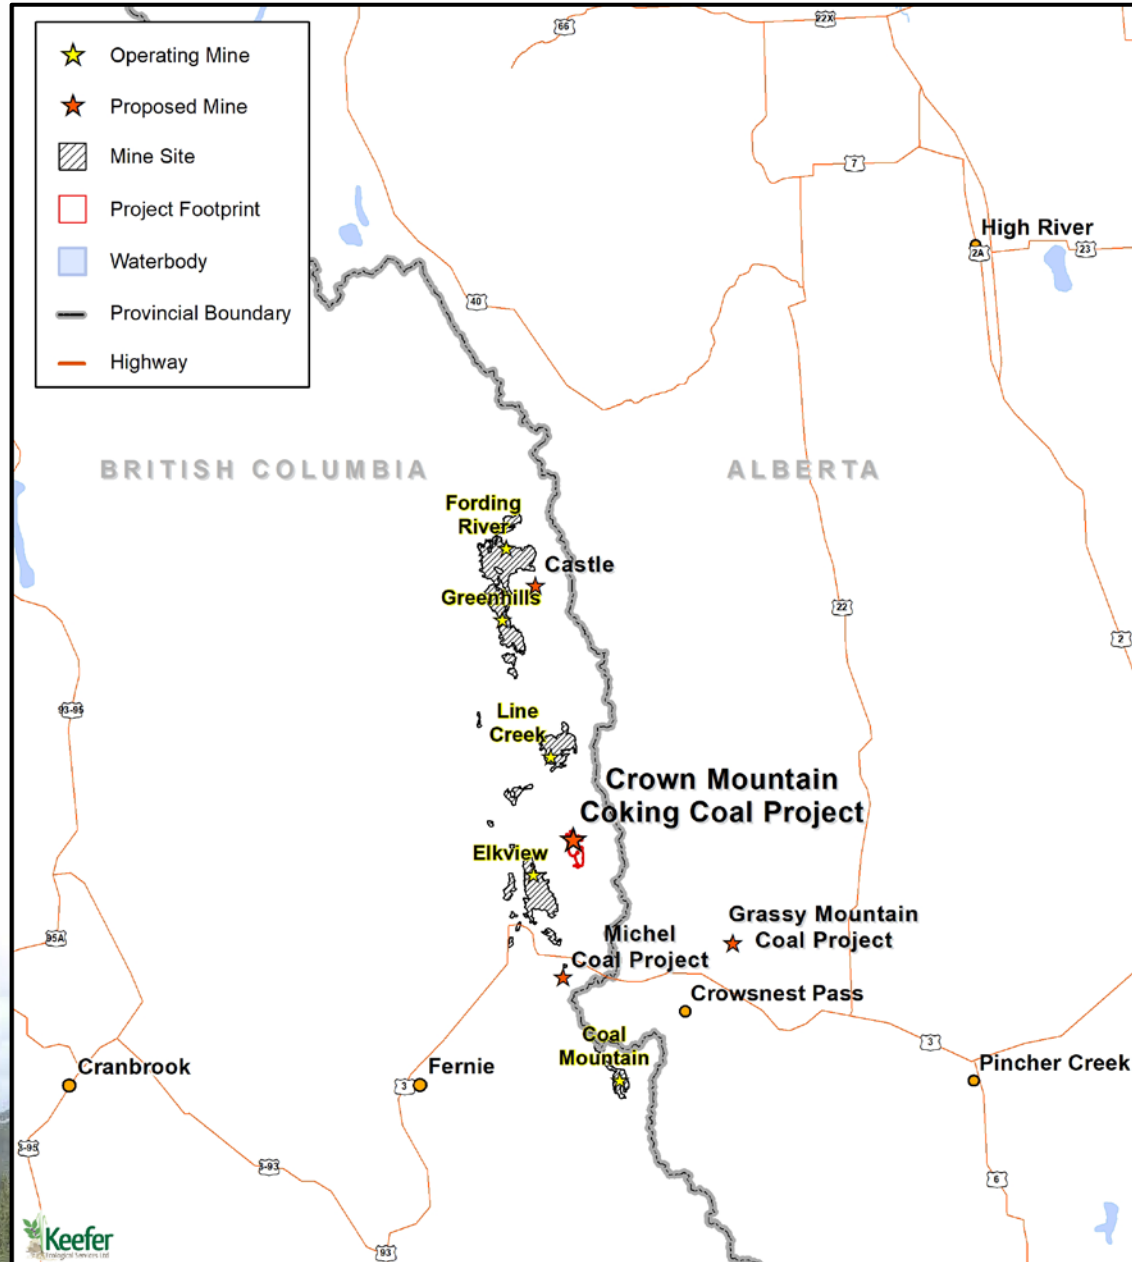 Operating Mine
Proposed Mine
Mine Site
Project Footprint
Waterbody
Provincial Boundary
Highway
66
22X
7
High River
2A
23
40
BRITISH COLUMBIA
ALBERTA
Fording
River
Castle
Greenhills
22
2
93-95
Line
Creek
Crown Mountain
Coking Coal Project
Elkview
95A
Michel
Coal Project
Grassy Mountain
Coal Project
Crowsnest Pass
Coal
Mountain
3
Cranbrook
Fernie
3
Pincher Creek
3-95
3-93
6
93
Keefer
Ecological Services Ltd